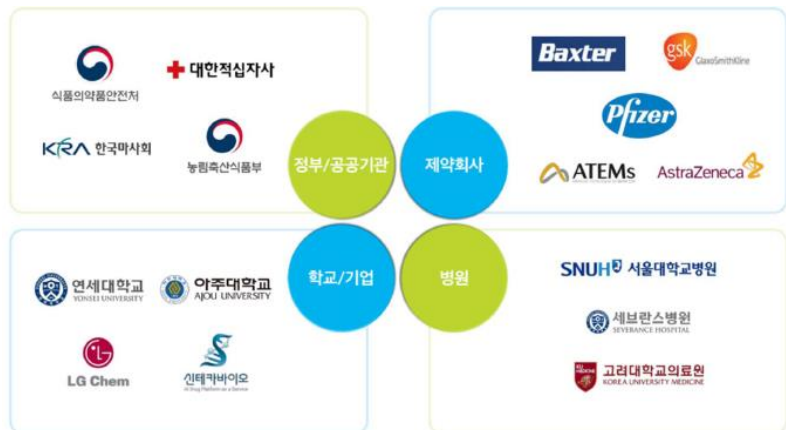 식품의약품안전처
대한적십자사
KRA 한국마사회
농림축산식품부
정부/공공기관
Baxter
gsk
GlaxoSmithKline
Pfizer
ATEMs
AstraZeneca
제약회사
연세대학교
YONSEI UNIVERSITY
아주대학교
AJOU UNIVERSITY
LG Chem
신테카바이오
AI Drug Platform as a Service
학교/기업
병원
SNUH 서울대학교병원
세브란스병원
SEVERANCE HOSPITAL
고려대학교의료원
KOREA UNIVERSITY MEDICINE